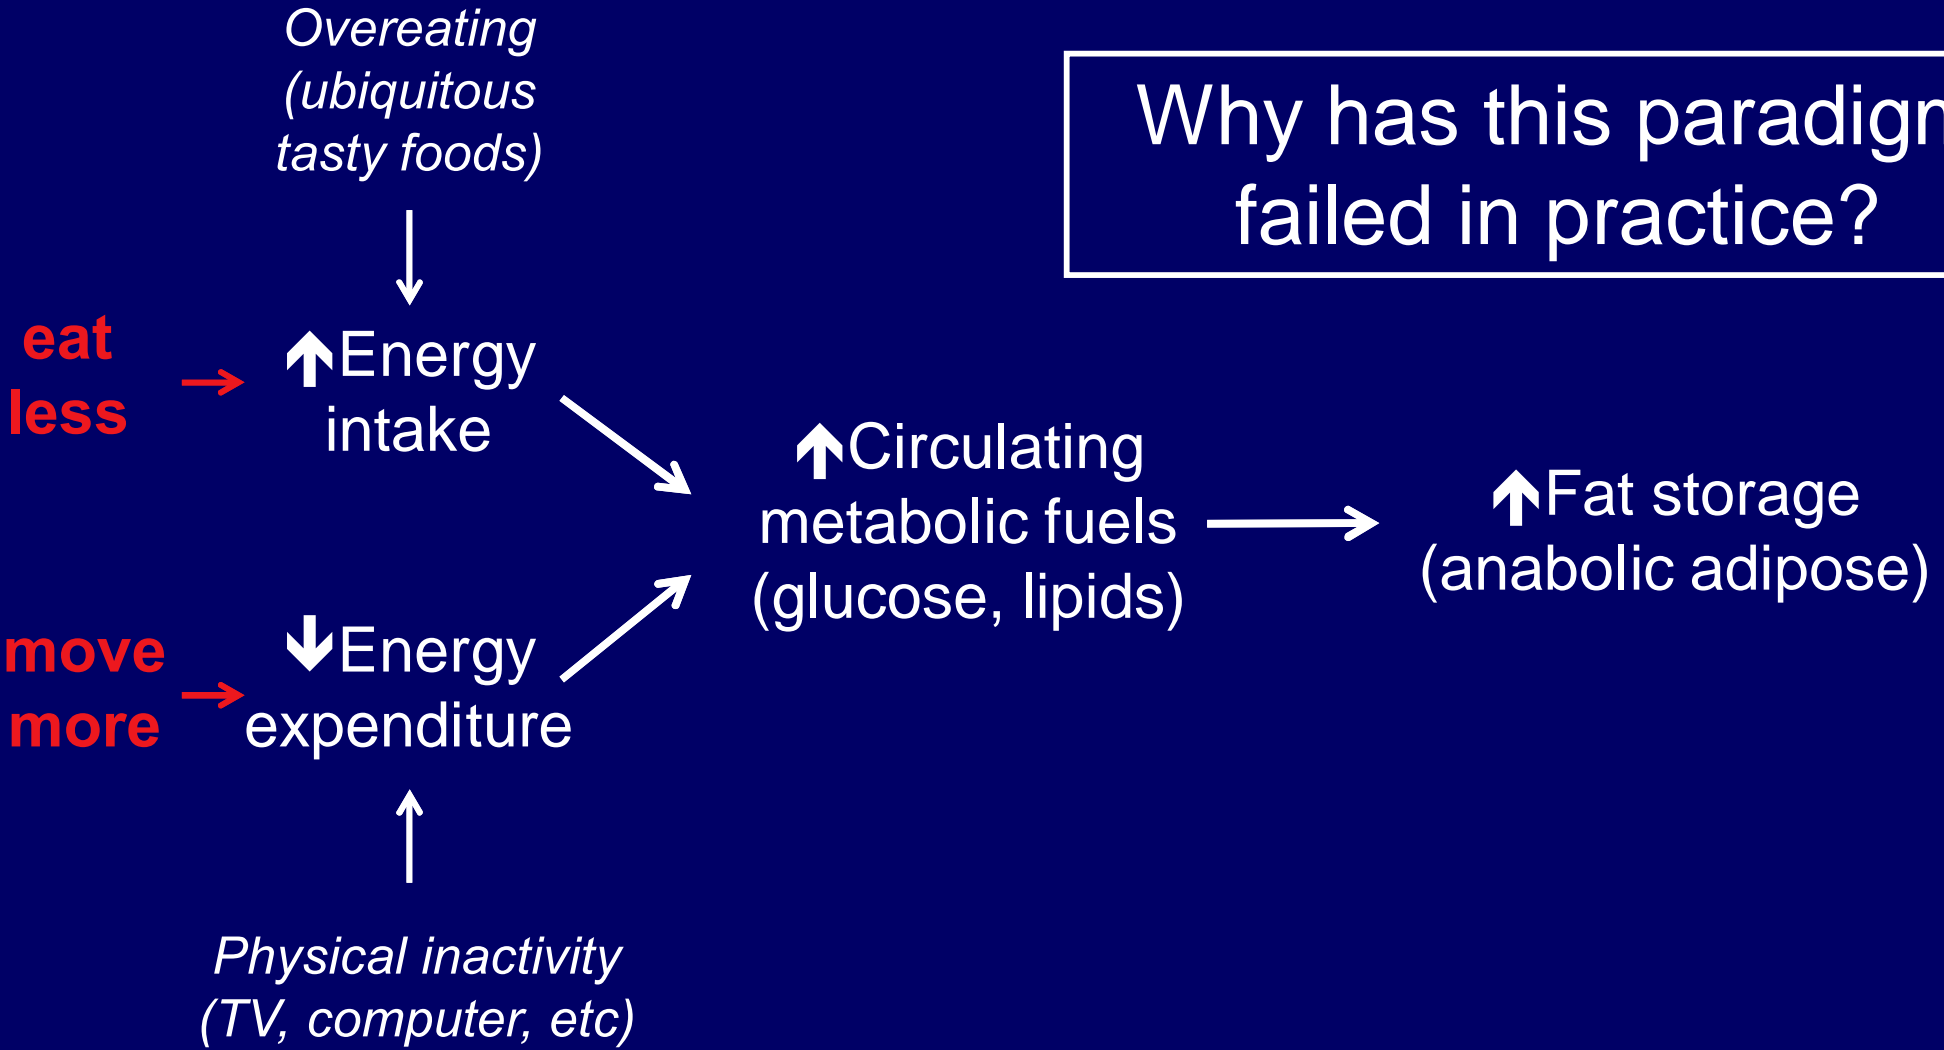 Overeating
(ubiquitous
tasty foods)
Why has this paradigm
failed in practice?
eat
less
↑Energy
intake
↑Circulating
metabolic fuels
(glucose, lipids)
↑Fat storage
(anabolic adipose)
move
more
↓Energy
expenditure
Physical inactivity
(TV, computer, etc)